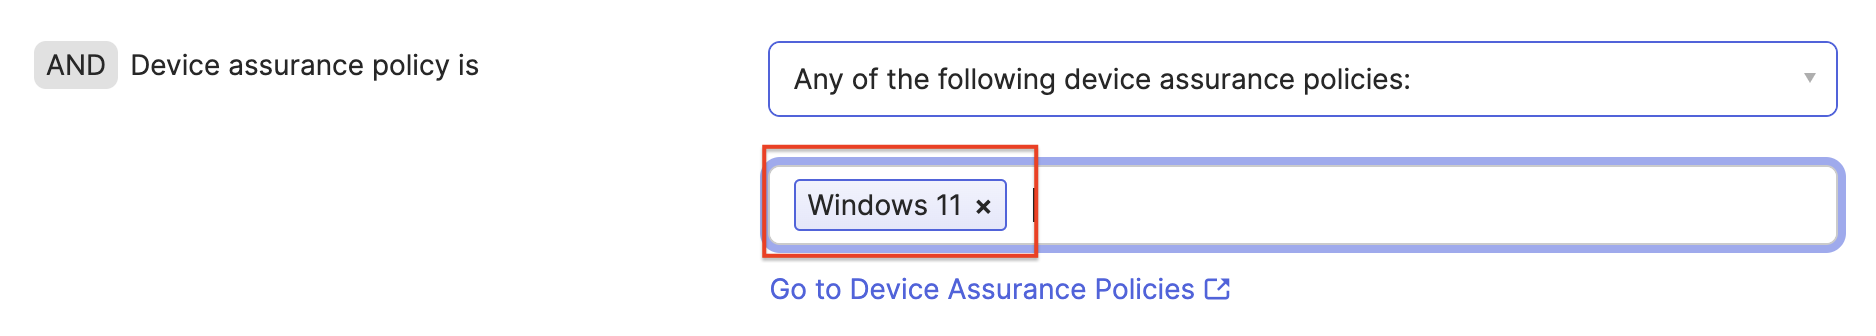 AND Device assurance policy is
Any of the following device assurance policies:
Windows 11 ×
Go to Device Assurance Policies